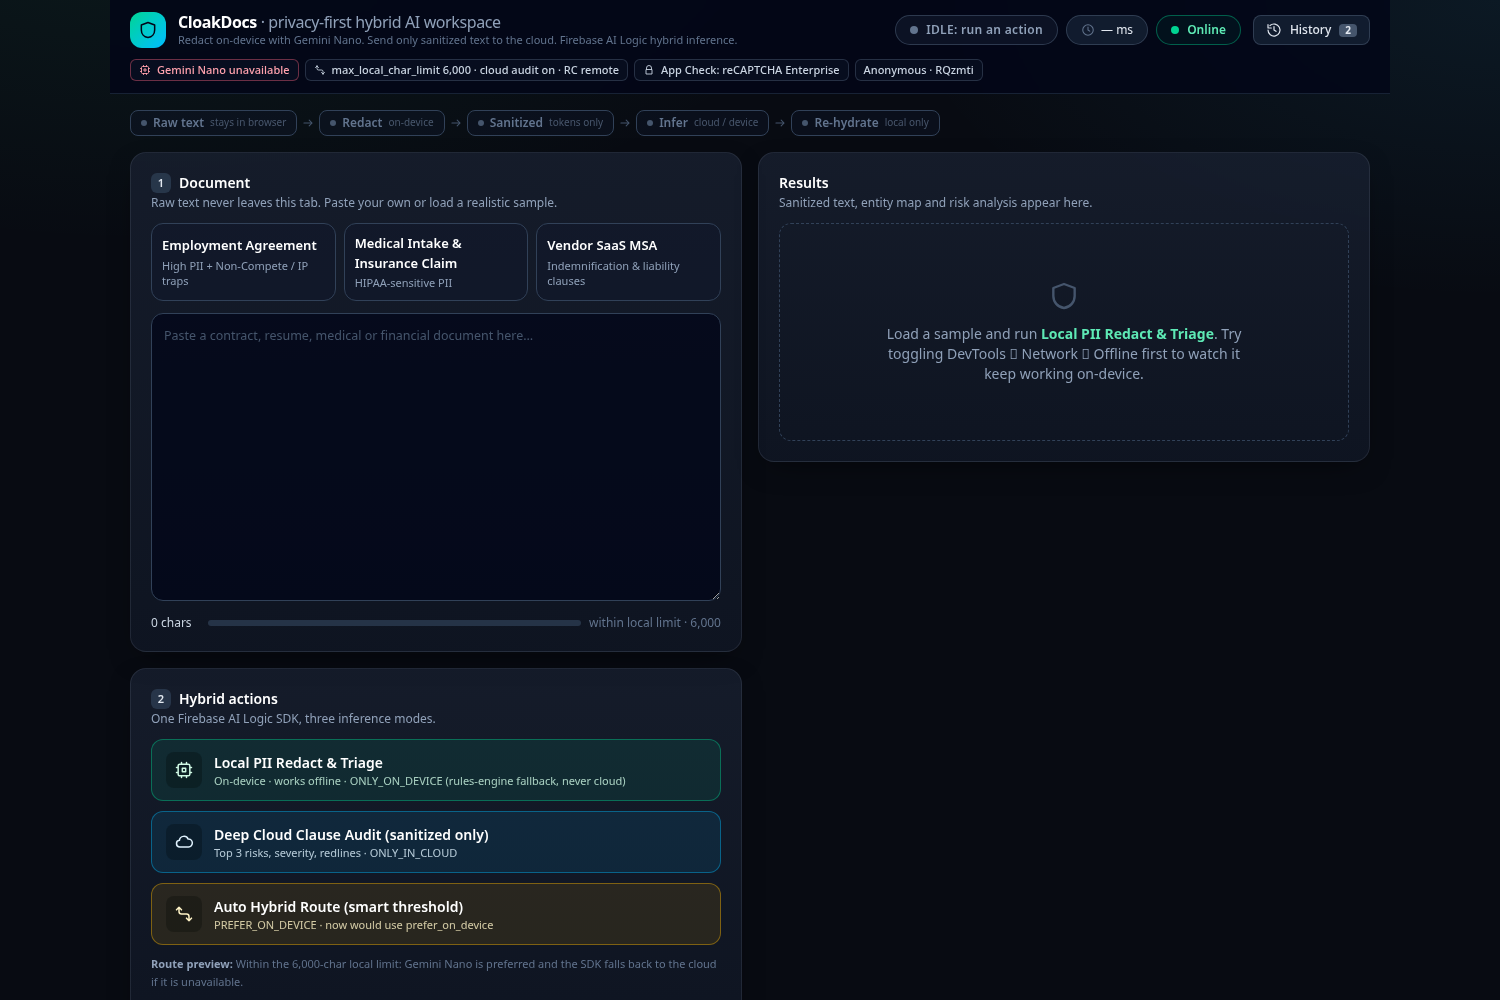 CloakDocs · privacy-first hybrid AI workspace
Redact on-device with Gemini Nano. Send only sanitized text to the cloud. Firebase AI Logic hybrid inference.
IDLE: run an action
— ms
Online
History 2
Gemini Nano unavailable
max_local_char_limit 6,000 · cloud audit on · RC remote
App Check: reCAPTCHA Enterprise
Anonymous · RQzmti
Raw text stays in browser → Redact on-device → Sanitized tokens only → Infer cloud / device → Re-hydrate local only
1 Document
Raw text never leaves this tab. Paste your own or load a realistic sample.
Employment Agreement
High PII + Non-Compete / IP
traps
Medical Intake &
Insurance Claim
HIPAA-sensitive PII
Vendor SaaS MSA
Indemnification & liability
clauses
Paste a contract, resume, medical or financial document here...
0 chars
within local limit · 6,000
2 Hybrid actions
One Firebase AI Logic SDK, three inference modes.
Local PII Redact & Triage
On-device · works offline · ONLY_ON_DEVICE (rules-engine fallback, never cloud)
Deep Cloud Clause Audit (sanitized only)
Top 3 risks, severity, redlines · ONLY_IN_CLOUD
Auto Hybrid Route (smart threshold)
PREFER_ON_DEVICE · now would use prefer_on_device
Route preview: Within the 6,000-char local limit: Gemini Nano is preferred and the SDK falls back to the cloud
if it is unavailable.
Results
Sanitized text, entity map and risk analysis appear here.
Load a sample and run Local PII Redact & Triage. Try
toggling DevTools ▯ Network ▯ Offline first to watch it
keep working on-device.